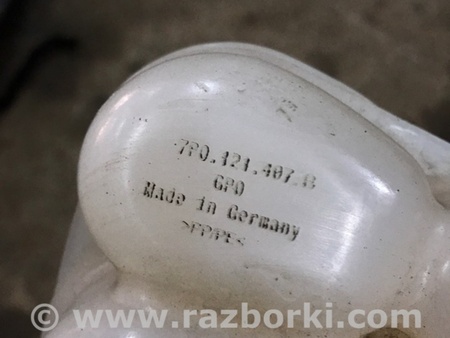 7P0.121.407.B
GPO
Made in Germany
>PP/PE<
© www.razborki.com